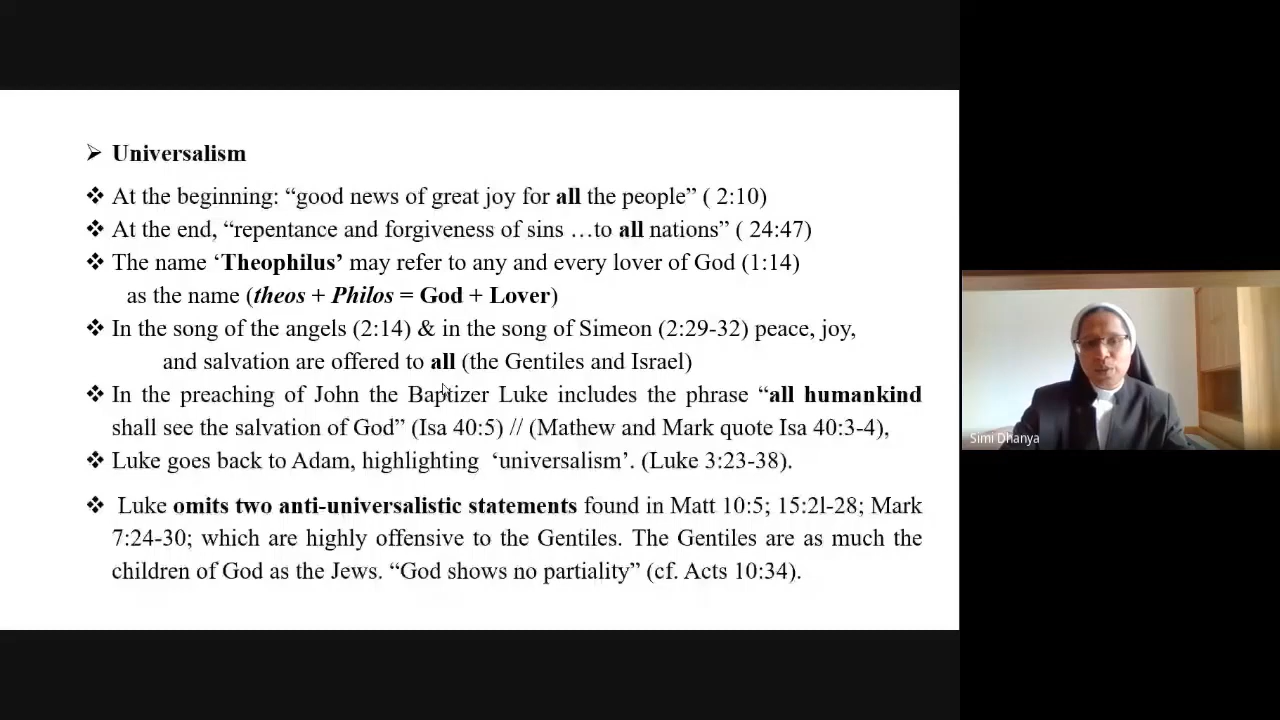 ➢ Universalism
❖ At the beginning: “good news of great joy for all the people” ( 2:10)
❖ At the end, “repentance and forgiveness of sins …to all nations” ( 24:47)
❖ The name ‘Theophilus’ may refer to any and every lover of God (1:14)
as the name (theos + Philos = God + Lover)
❖ In the song of the angels (2:14) & in the song of Simeon (2:29-32) peace, joy,
and salvation are offered to all (the Gentiles and Israel)
❖ In the preaching of John the Baptizer Luke includes the phrase “all humankind
shall see the salvation of God” (Isa 40:5) // (Mathew and Mark quote Isa 40:3-4),
❖ Luke goes back to Adam, highlighting ‘universalism’. (Luke 3:23-38).
❖ Luke omits two anti-universalistic statements found in Matt 10:5; 15:2l-28; Mark
7:24-30; which are highly offensive to the Gentiles. The Gentiles are as much the
children of God as the Jews. “God shows no partiality” (cf. Acts 10:34).
Simi Dhanya